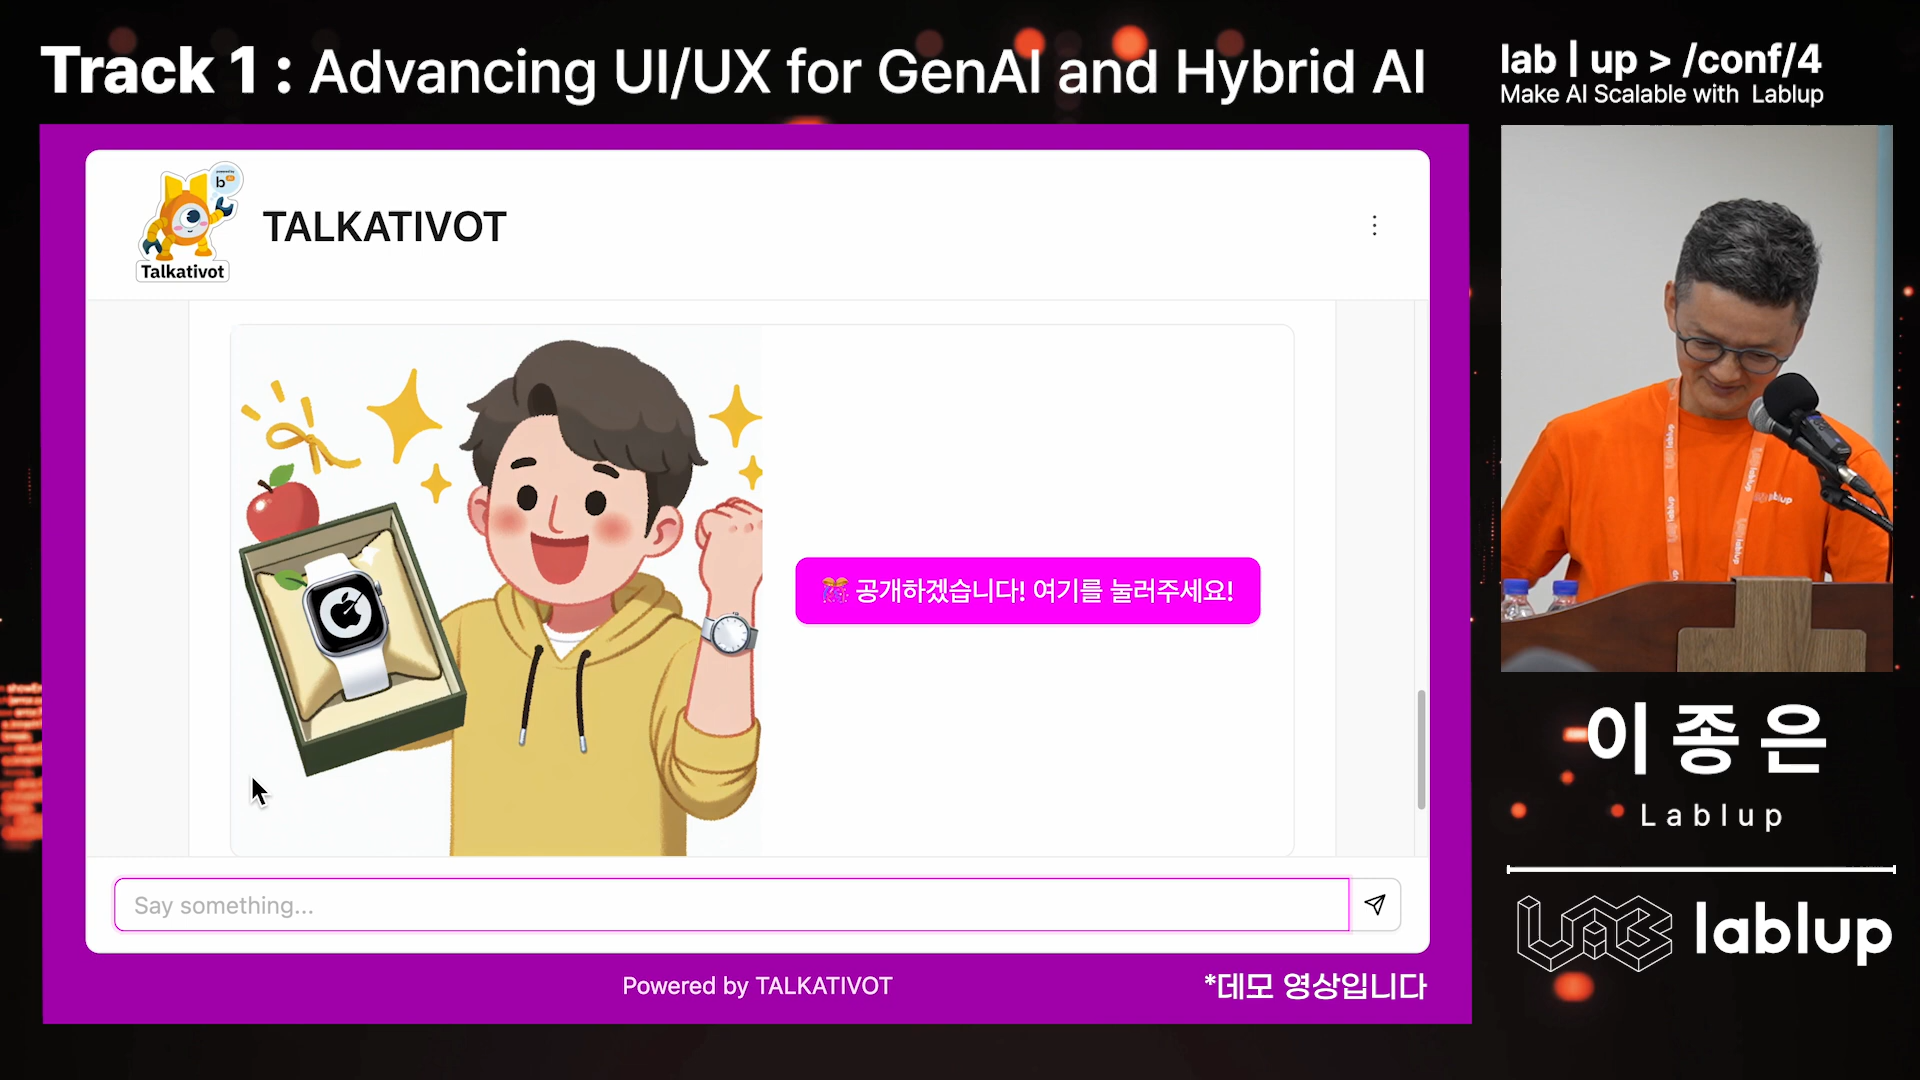 Track 1 : Advancing UI/UX for GenAI and Hybrid AI
lab | up > /conf/4
Make AI Scalable with Lablup
Talkativot
TALKATIVOT
공개하겠습니다! 여기를 눌러주세요!
Say something...
Powered by TALKATIVOT
*데모 영상입니다
이종은
Lablup
lablup